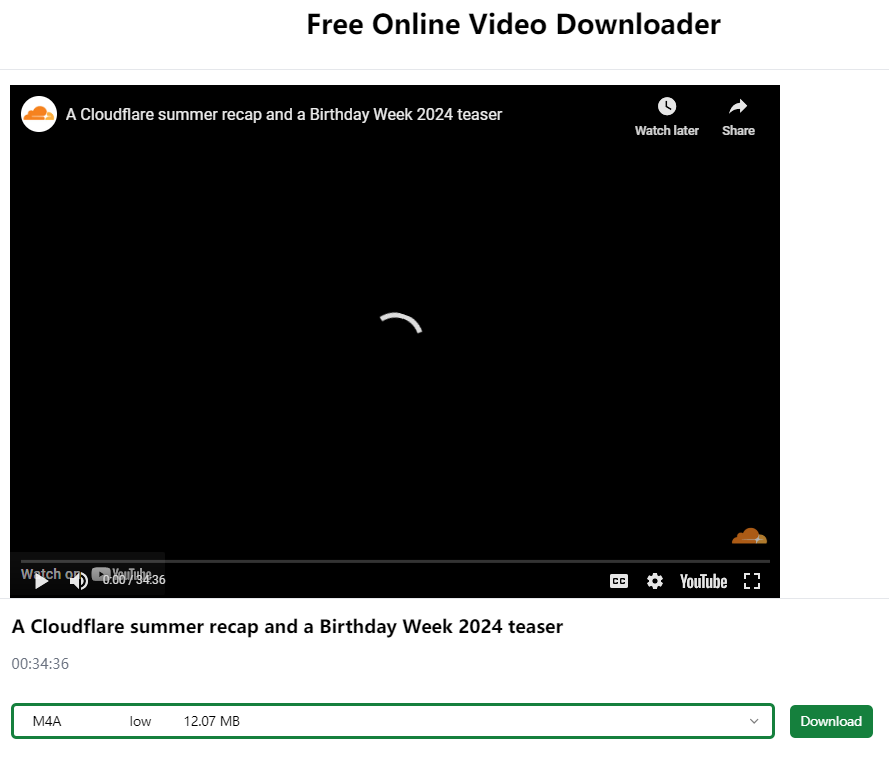 Free Online Video Downloader
A Cloudflare summer recap and a Birthday Week 2024 teaser
Watch later
Share
Watch on YouTube
0:00 / 34:36
CC
YouTube
A Cloudflare summer recap and a Birthday Week 2024 teaser
00:34:36
M4A low 12.07 MB
Download